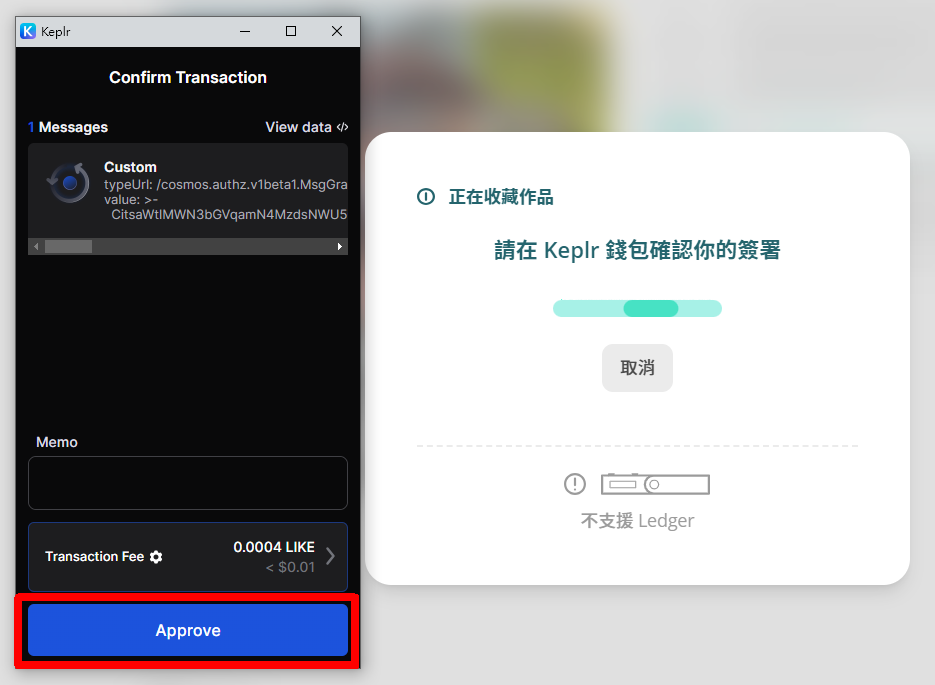 Keplr
Confirm Transaction
1 Messages
View data </>
Custom
typeUrl: /cosmos.authz.v1beta1.MsgGra
value: >-
CitsaWtlMWN3bGVqamN4MzdsNWU5
Memo
Transaction Fee
0.0004 LIKE
< $0.01
Approve
正在收藏作品
請在 Keplr 錢包確認你的簽署
取消
不支援 Ledger